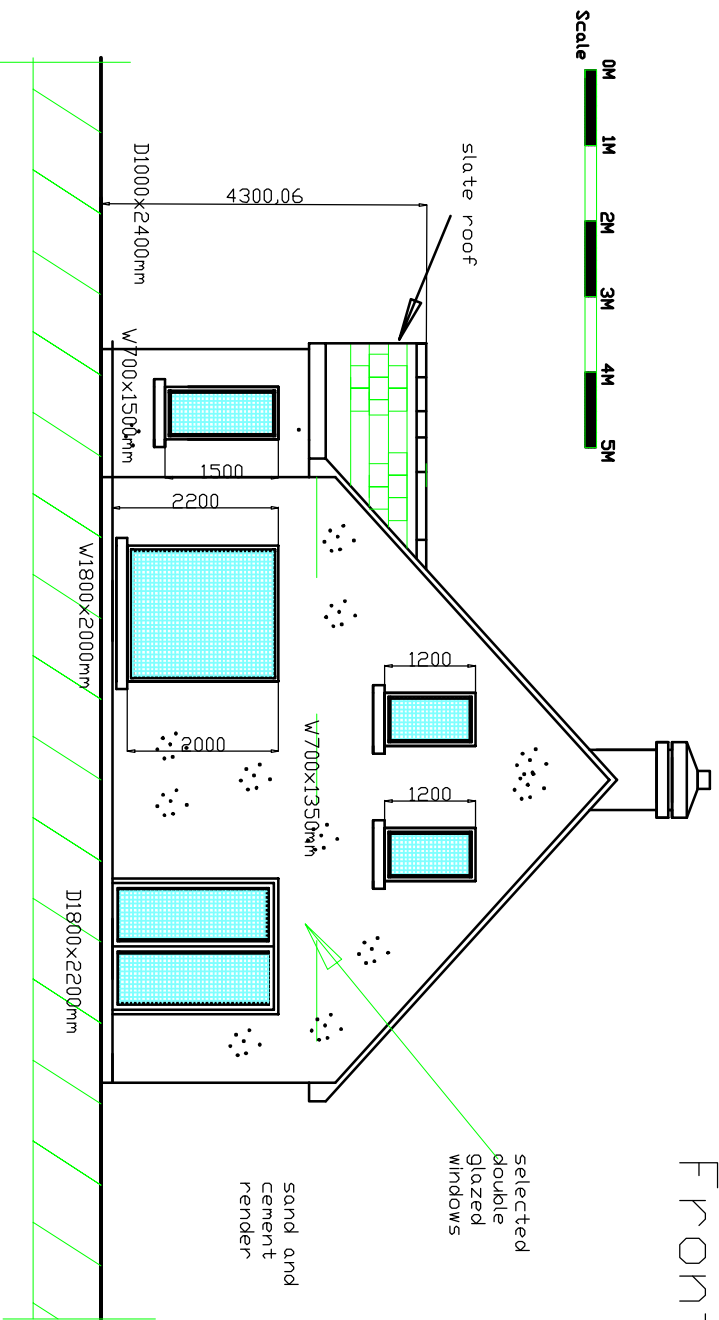 Scale
0M 1M 2M 3M 4M 5M
Front
slate roof
4300,06
1200
1200
selected
double
glazed
windows
W700x1350mm
sand and
cement
render
1500
2200
2000
D1000x2400mm
W700x1500mm
W1800x2000mm
D1800x2200mm